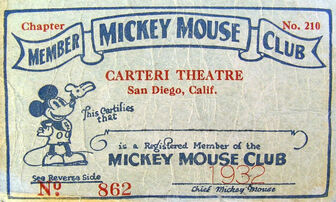 Chapter No. 210
MEMBER MICKEY MOUSE CLUB
CARTERI THEATRE
San Diego, Calif.
This Certifies
that
is a Registered Member of the
MICKEY MOUSE CLUB
1932
See Reverse Side
Nº 862
Chief Mickey Mouse